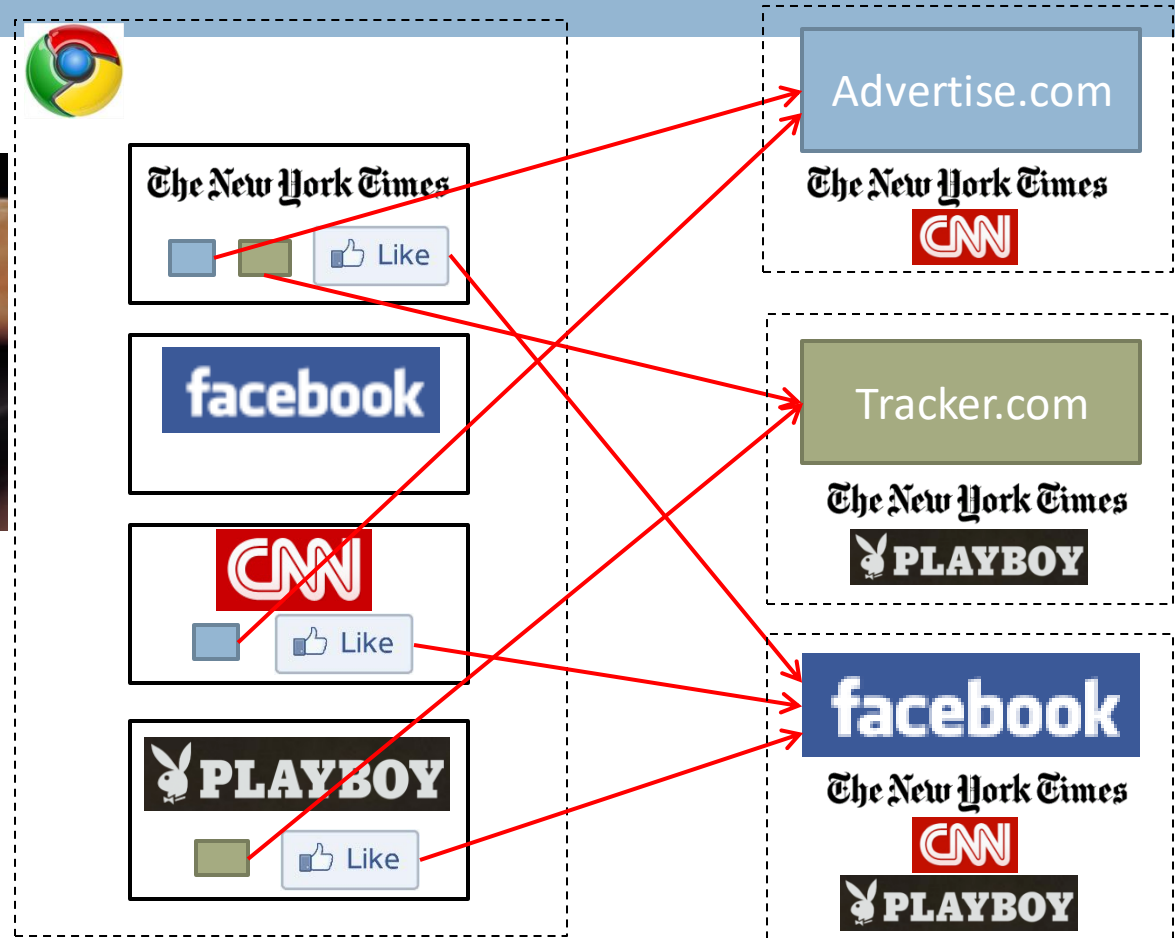 The New York Times
Like
facebook
CNN
Like
PLAYBOY
Like
Advertise.com
The New York Times
CNN
Tracker.com
The New York Times
PLAYBOY
facebook
The New York Times
CNN
PLAYBOY